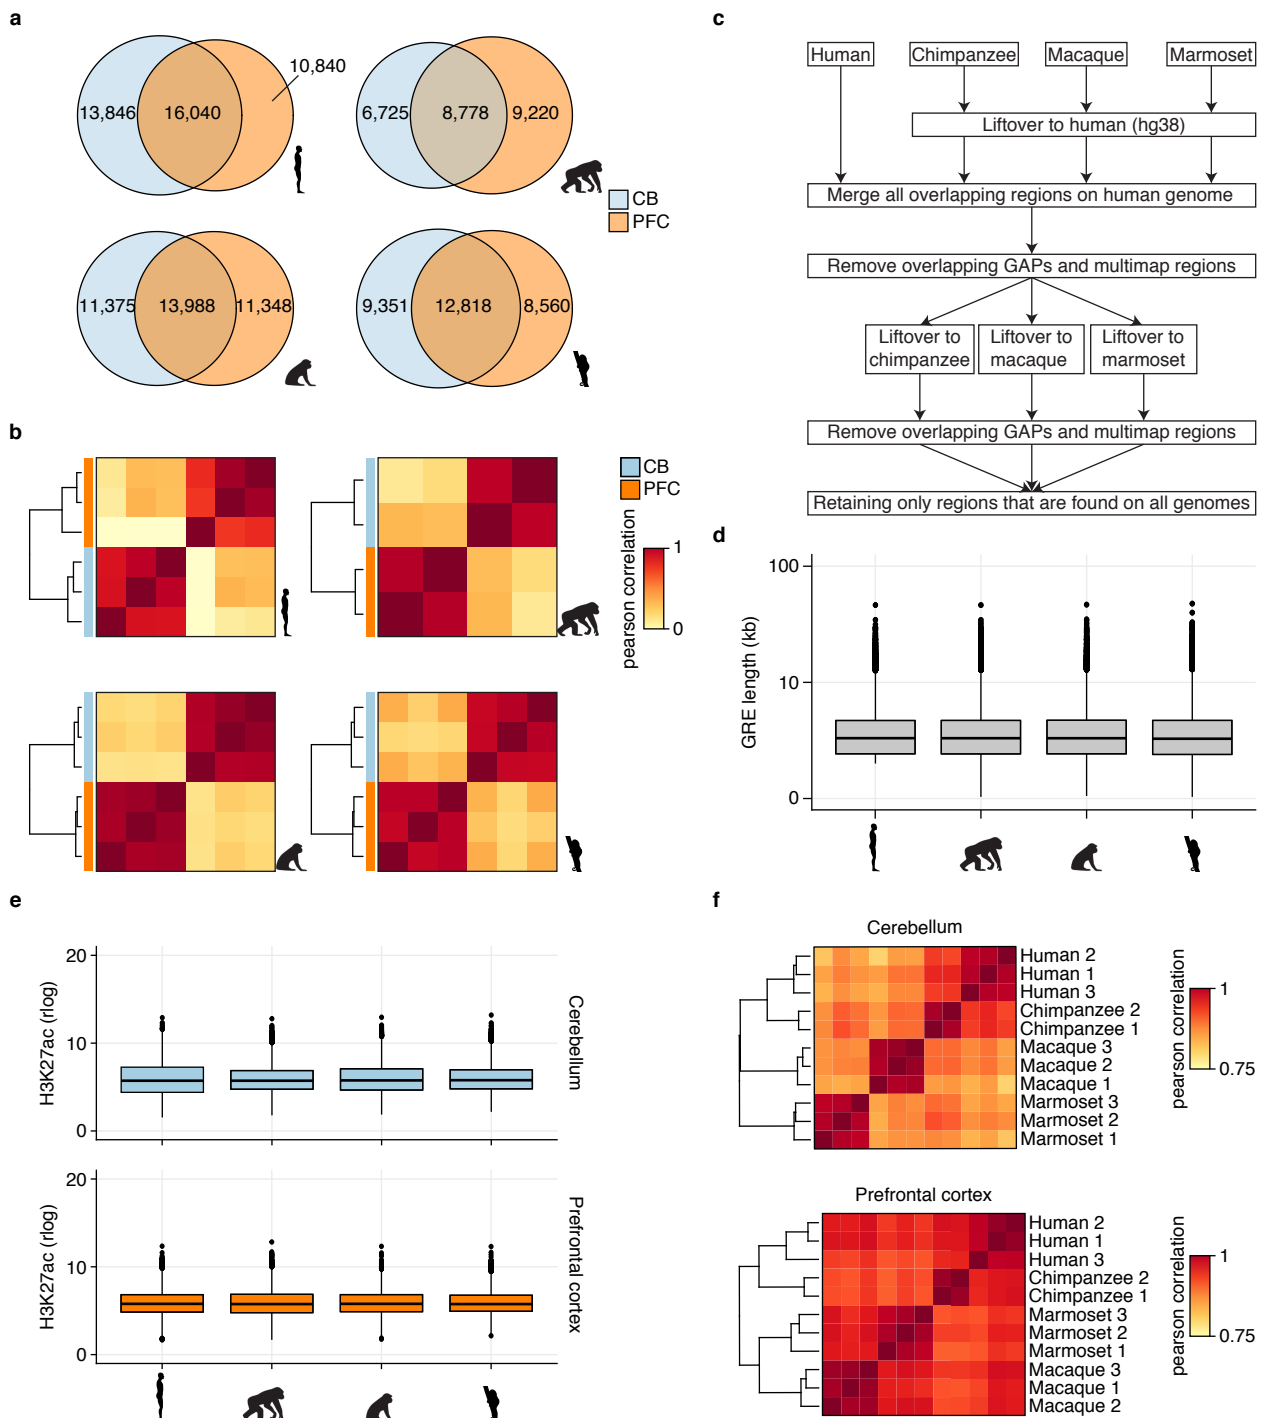 a
13,846
16,040
10,840
6,725
8,778
9,220
CB
PFC
11,375
13,988
11,348
9,351
12,818
8,560
b
CB
PFC
pearson correlation
1
0
c
Human
Chimpanzee
Macaque
Marmoset
Liftover to human (hg38)
Merge all overlapping regions on human genome
Remove overlapping GAPs and multimap regions
Liftover to
chimpanzee
Liftover to
macaque
Liftover to
marmoset
Remove overlapping GAPs and multimap regions
Retaining only regions that are found on all genomes
d
GRE length (kb)
100
10
0
e
H3K27ac (rlog)
20
10
0
Cerebellum
H3K27ac (rlog)
20
10
0
Prefrontal cortex
f
Cerebellum
Human 2
Human 1
Human 3
Chimpanzee 2
Chimpanzee 1
Macaque 3
Macaque 2
Macaque 1
Marmoset 3
Marmoset 2
Marmoset 1
pearson correlation
1
0.75
Prefrontal cortex
Human 2
Human 1
Human 3
Chimpanzee 2
Chimpanzee 1
Marmoset 3
Marmoset 2
Marmoset 1
Macaque 3
Macaque 1
Macaque 2
pearson correlation
1
0.75